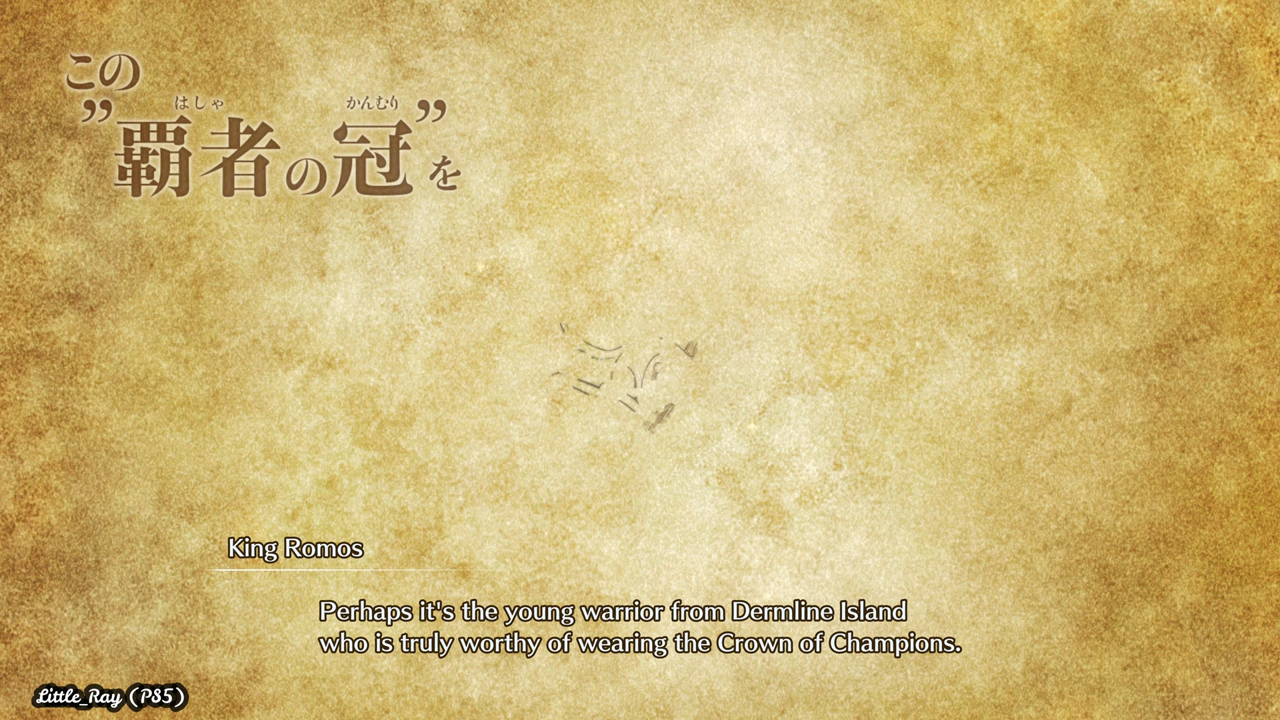 この
はしゃ かんむり
”覇者の冠”を
King Romos
Perhaps it's the young warrior from Dermline Island
who is truly worthy of wearing the Crown of Champions.
Little_Ray (PS5)